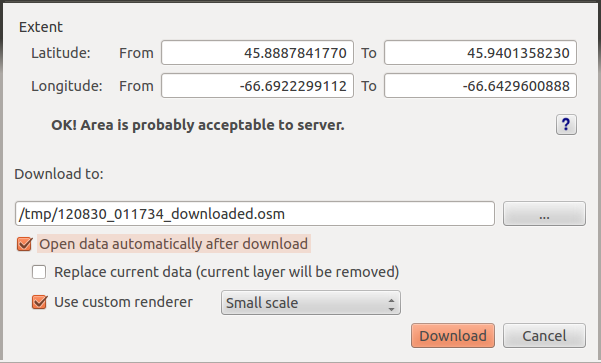 Extent
Latitude: From 45.8887841770 To 45.9401358230
Longitude: From -66.6922299112 To -66.6429600888
OK! Area is probably acceptable to server. ?
Download to:
/tmp/120830_011734_downloaded.osm ...
Open data automatically after download
Replace current data (current layer will be removed)
Use custom renderer Small scale
Download Cancel